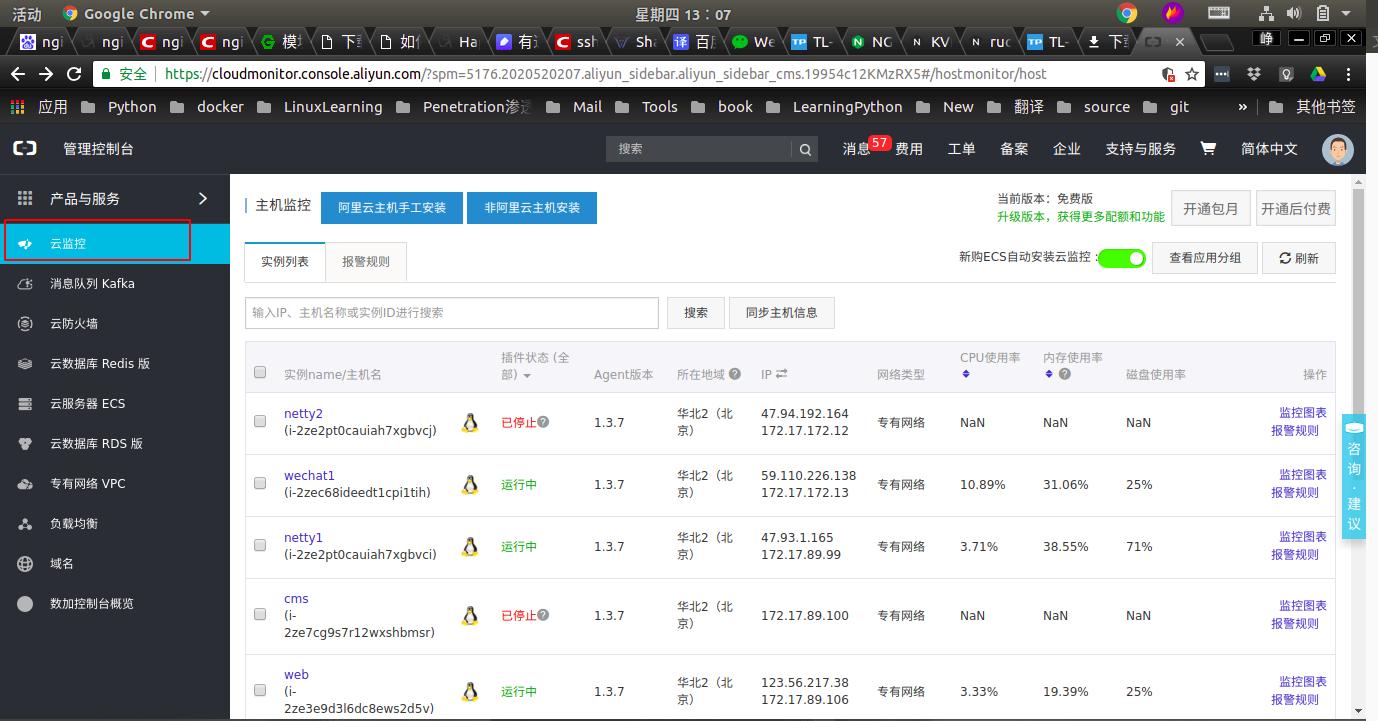 活动 Google Chrome
星期四 13：07
ngi
ngi
ngi
ngi
模块
下
如
Ha
有
ssh
Sh
百
We
TL-
NG
KV
ruc
TL-
下
峥
安全 https://cloudmonitor.console.aliyun.com/?spm=5176.2020520207.aliyun_sidebar.aliyun_sidebar_cms.19954c12KMzRX5#/hostmonitor/host
应用 Python docker LinuxLearning Penetration渗透 Mail Tools book LearningPython New 翻译 source git » 其他书签
管理控制台 搜索 消息 57 费用 工单 备案 企业 支持与服务 简体中文
产品与服务
云监控
消息队列 Kafka
云防火墙
云数据库 Redis 版
云服务器 ECS
云数据库 RDS 版
专有网络 VPC
负载均衡
域名
数加控制台概览
主机监控 阿里云主机手工安装 非阿里云主机安装
当前版本：免费版
升级版本，获得更多配额和功能
开通包月 开通后付费
实例列表 报警规则
新购ECS自动安装云监控： 查看应用分组 刷新
输入IP、主机名称或实例ID进行搜索 搜索 同步主机信息
实例name/主机名 插件状态 (全部) Agent版本 所在地域 IP 网络类型 CPU使用率 内存使用率 磁盘使用率 操作
netty2
(i-2ze2pt0cauiah7xgbvcj)
已停止 1.3.7 华北2（北京） 47.94.192.164
172.17.172.12
专有网络 NaN NaN NaN 监控图表
报警规则
wechat1
(i-2zec68ideedt1cpi1tih)
运行中 1.3.7 华北2（北京） 59.110.226.138
172.17.172.13
专有网络 10.89% 31.06% 25% 监控图表
报警规则
netty1
(i-2ze2pt0cauiah7xgbvci)
运行中 1.3.7 华北2（北京） 47.93.1.165
172.17.89.99
专有网络 3.71% 38.55% 71% 监控图表
报警规则
cms
(i-
2ze7cg9s7r12wxshbmsr)
已停止 1.3.7 华北2（北京） 172.17.89.100 专有网络 NaN NaN NaN 监控图表
报警规则
web
(i-
2ze3e9d3l6dc8ews2d5v)
运行中 1.3.7 华北2（北京） 123.56.217.38
172.17.89.106
专有网络 3.33% 19.39% 25% 监控图表
报警规则
咨询·建议